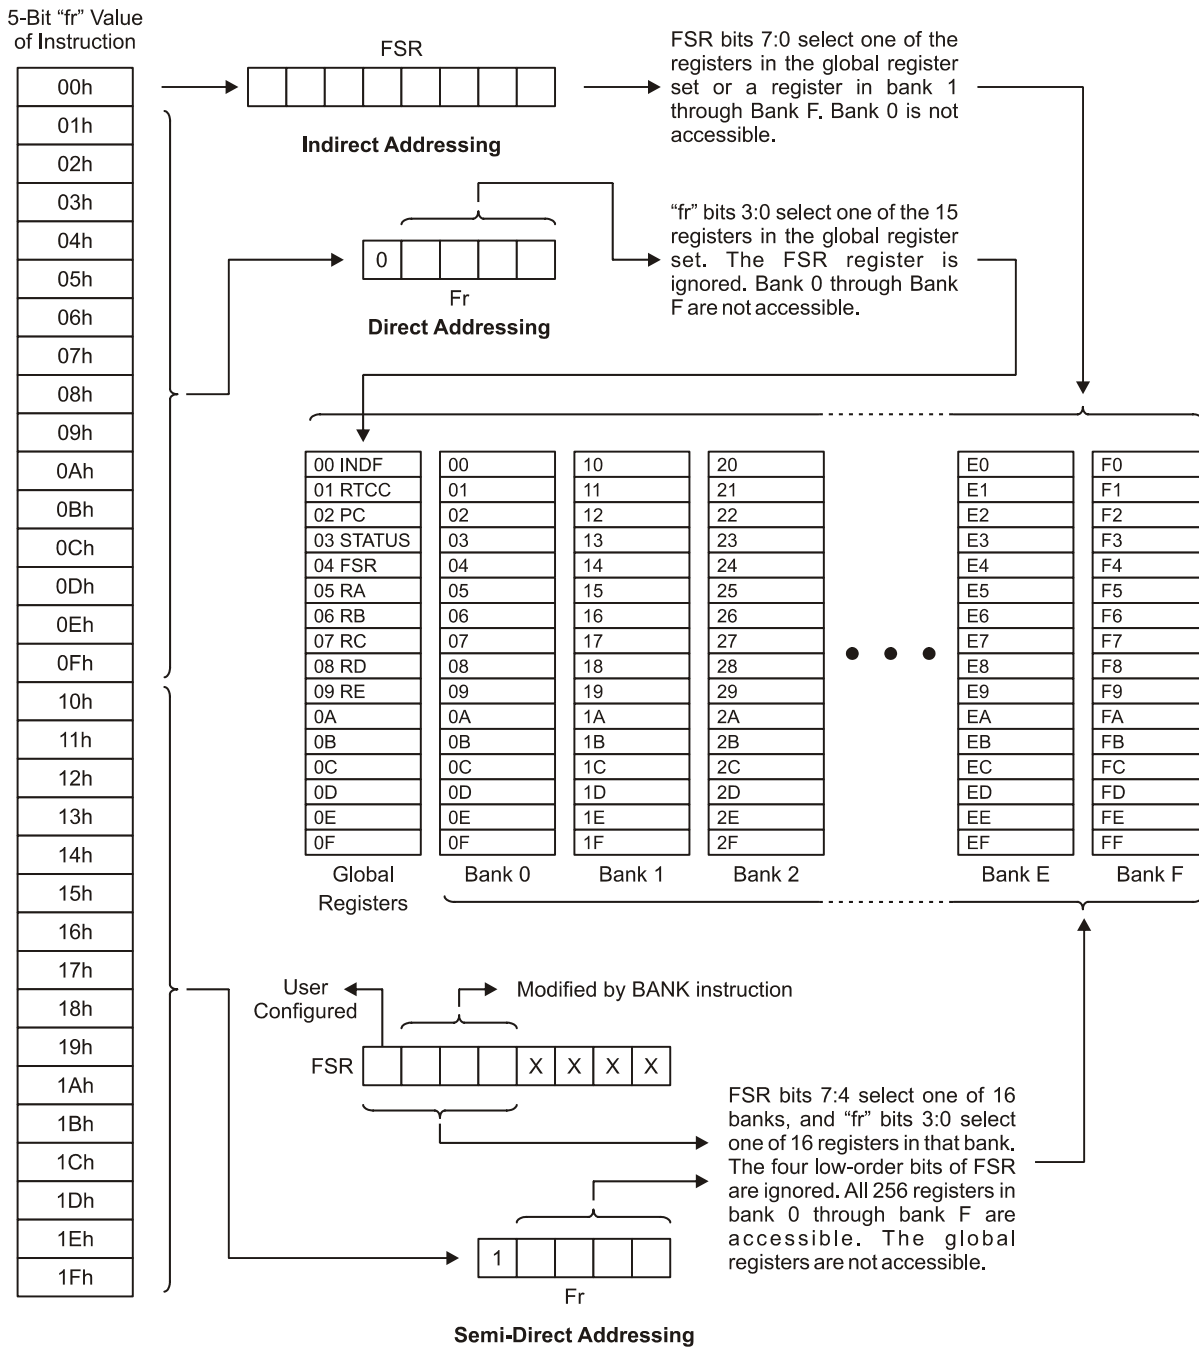 5-Bit “fr” Value
of Instruction
00h
01h
02h
03h
04h
05h
06h
07h
08h
09h
0Ah
0Bh
0Ch
0Dh
0Eh
0Fh
10h
11h
12h
13h
14h
15h
16h
17h
18h
19h
1Ah
1Bh
1Ch
1Dh
1Eh
1Fh
FSR
Indirect Addressing
FSR bits 7:0 select one of the
registers in the global register
set or a register in bank 1
through Bank F. Bank 0 is not
accessible.
0
Fr
Direct Addressing
“fr” bits 3:0 select one of the 15
registers in the global register
set. The FSR register is
ignored. Bank 0 through Bank
F are not accessible.
00 INDF
01 RTCC
02 PC
03 STATUS
04 FSR
05 RA
06 RB
07 RC
08 RD
09 RE
0A
0B
0C
0D
0E
0F
Global
Registers
00
01
02
03
04
05
06
07
08
09
0A
0B
0C
0D
0E
0F
Bank 0
10
11
12
13
14
15
16
17
18
19
1A
1B
1C
1D
1E
1F
Bank 1
20
21
22
23
24
25
26
27
28
29
2A
2B
2C
2D
2E
2F
Bank 2
E0
E1
E2
E3
E4
E5
E6
E7
E8
E9
EA
EB
EC
ED
EE
EF
Bank E
F0
F1
F2
F3
F4
F5
F6
F7
F8
F9
FA
FB
FC
FD
FE
FF
Bank F
User
Configured
Modified by BANK instruction
FSR
X X X X
FSR bits 7:4 select one of 16
banks, and “fr” bits 3:0 select
one of 16 registers in that bank.
The four low-order bits of FSR
are ignored. All 256 registers in
bank 0 through bank F are
accessible. The global
registers are not accessible.
1
Fr
Semi-Direct Addressing